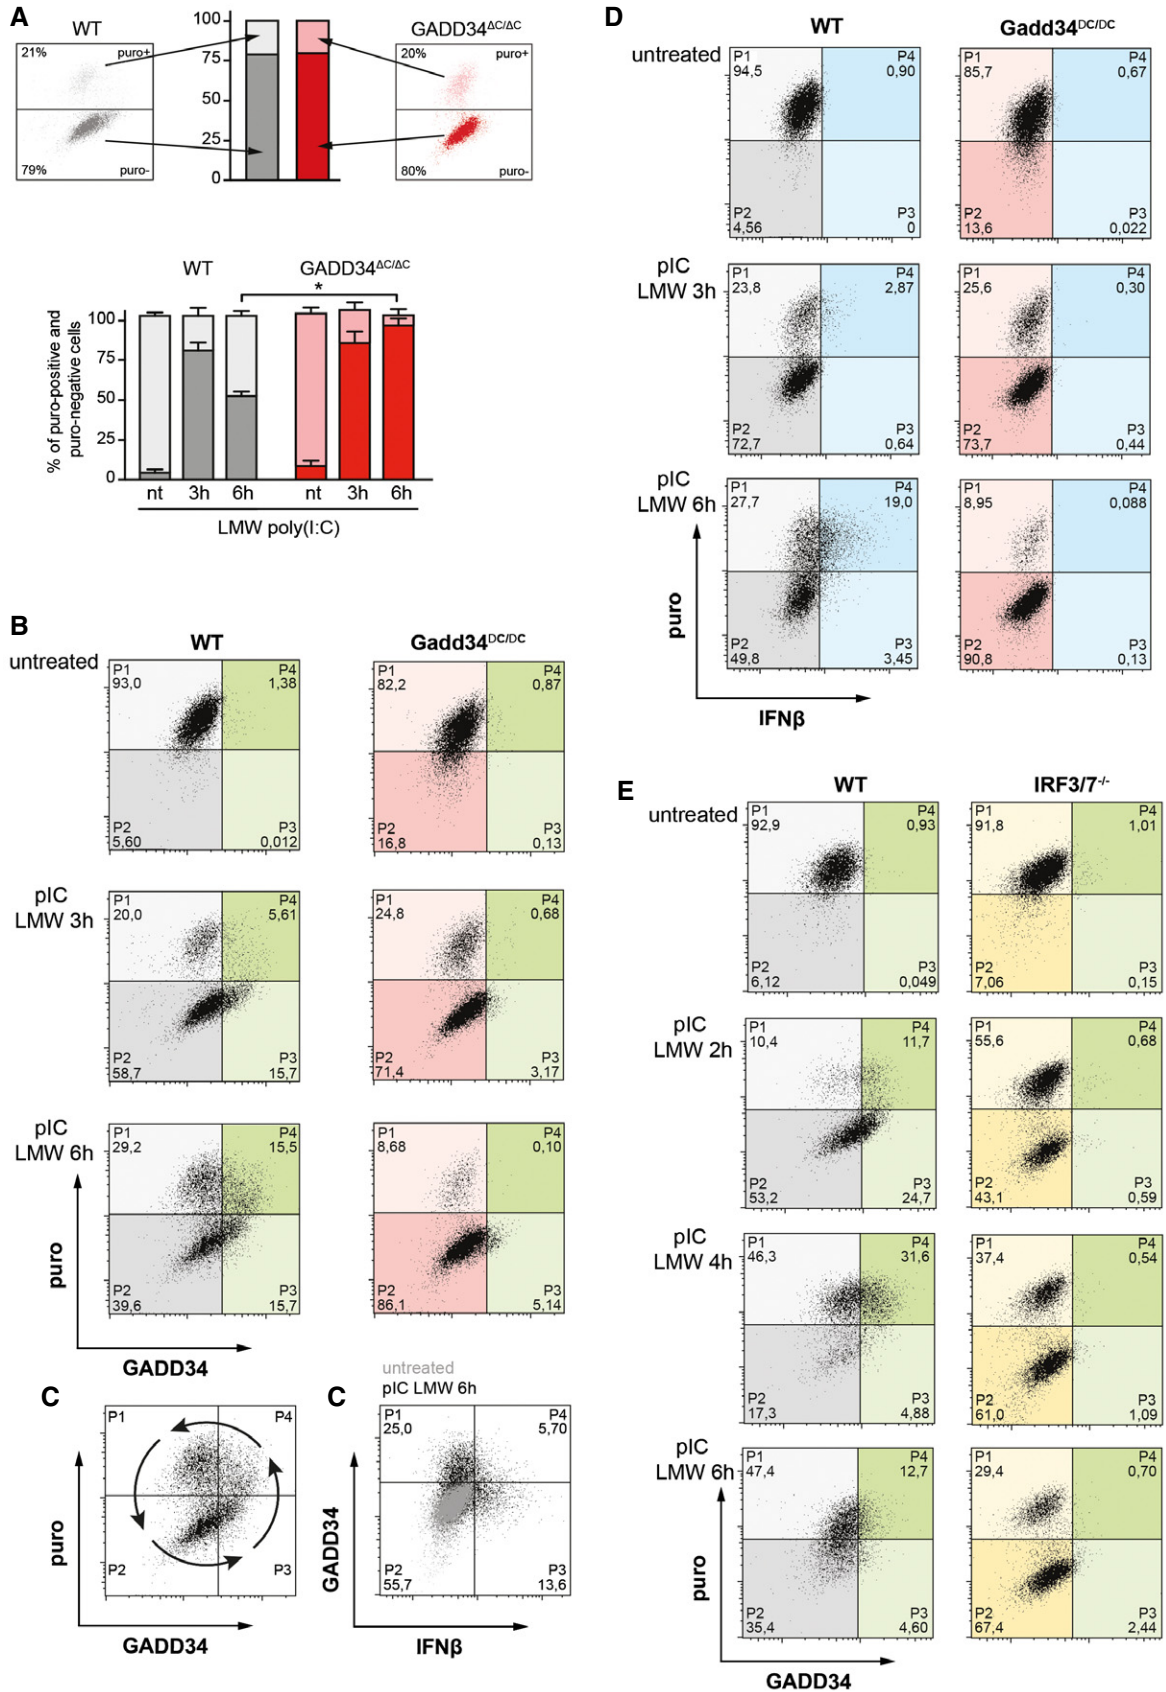 A
WT
GADD34ΔC/ΔC
21%
puro+
79%
puro-
100
75
50
25
0
20%
puro+
80%
puro-
WT
GADD34ΔC/ΔC
*
% of puro-positive and
puro-negative cells
100
75
50
25
0
nt
3h
6h
nt
3h
6h
LMW poly(I:C)
B
WT
Gadd34DC/DC
untreated
P1
93,0
P4
1,38
P2
5,60
P3
0,012
P1
82,2
P4
0,87
P2
16,8
P3
0,13
pIC
LMW 3h
P1
20,0
P4
5,61
P2
58,7
P3
15,7
P1
24,8
P4
0,68
P2
71,4
P3
3,17
pIC
LMW 6h
P1
29,2
P4
15,5
P2
39,6
P3
15,7
P1
8,68
P4
0,10
P2
86,1
P3
5,14
puro
GADD34
C
P1
P4
P2
P3
puro
GADD34
C
untreated
pIC LMW 6h
P1
25,0
P4
5,70
P2
55,7
P3
13,6
GADD34
IFNβ
D
WT
Gadd34DC/DC
untreated
P1
94,5
P4
0,90
P2
4,56
P3
0
P1
85,7
P4
0,67
P2
13,6
P3
0,022
pIC
LMW 3h
P1
23,8
P4
2,87
P2
72,7
P3
0,64
P1
25,6
P4
0,30
P2
73,7
P3
0,44
pIC
LMW 6h
P1
27,7
P4
19,0
P2
49,8
P3
3,45
P1
8,95
P4
0,088
P2
90,8
P3
0,13
puro
IFNβ
E
WT
IRF3/7-/-
untreated
P1
92,9
P4
0,93
P2
6,12
P3
0,049
P1
91,8
P4
1,01
P2
7,06
P3
0,15
pIC
LMW 2h
P1
10,4
P4
11,7
P2
53,2
P3
24,7
P1
55,6
P4
0,68
P2
43,1
P3
0,59
pIC
LMW 4h
P1
46,3
P4
31,6
P2
17,3
P3
4,88
P1
37,4
P4
0,54
P2
61,0
P3
1,09
pIC
LMW 6h
P1
47,4
P4
12,7
P2
35,4
P3
4,60
P1
29,4
P4
0,70
P2
67,4
P3
2,44
puro
GADD34